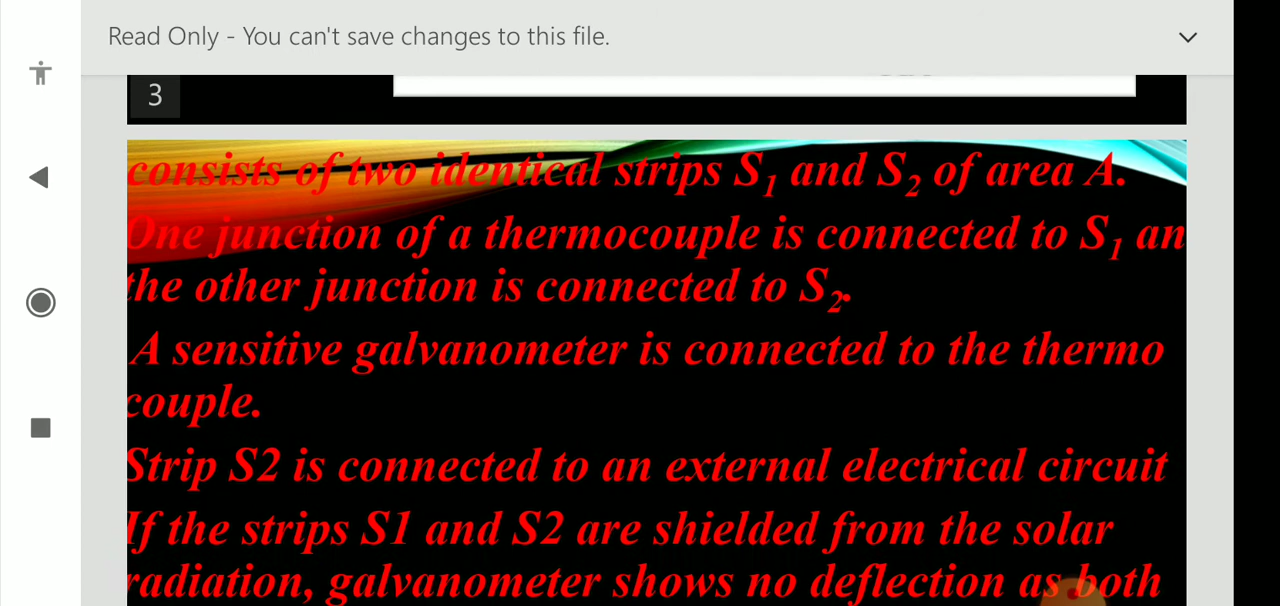 Read Only - You can't save changes to this file.
3
consists of two identical strips S₁ and S₂ of area A.
One junction of a thermocouple is connected to S₁ an
the other junction is connected to S₂.
A sensitive galvanometer is connected to the thermo
couple.
Strip S2 is connected to an external electrical circuit
If the strips S1 and S2 are shielded from the solar
radiation, galvanometer shows no deflection as both